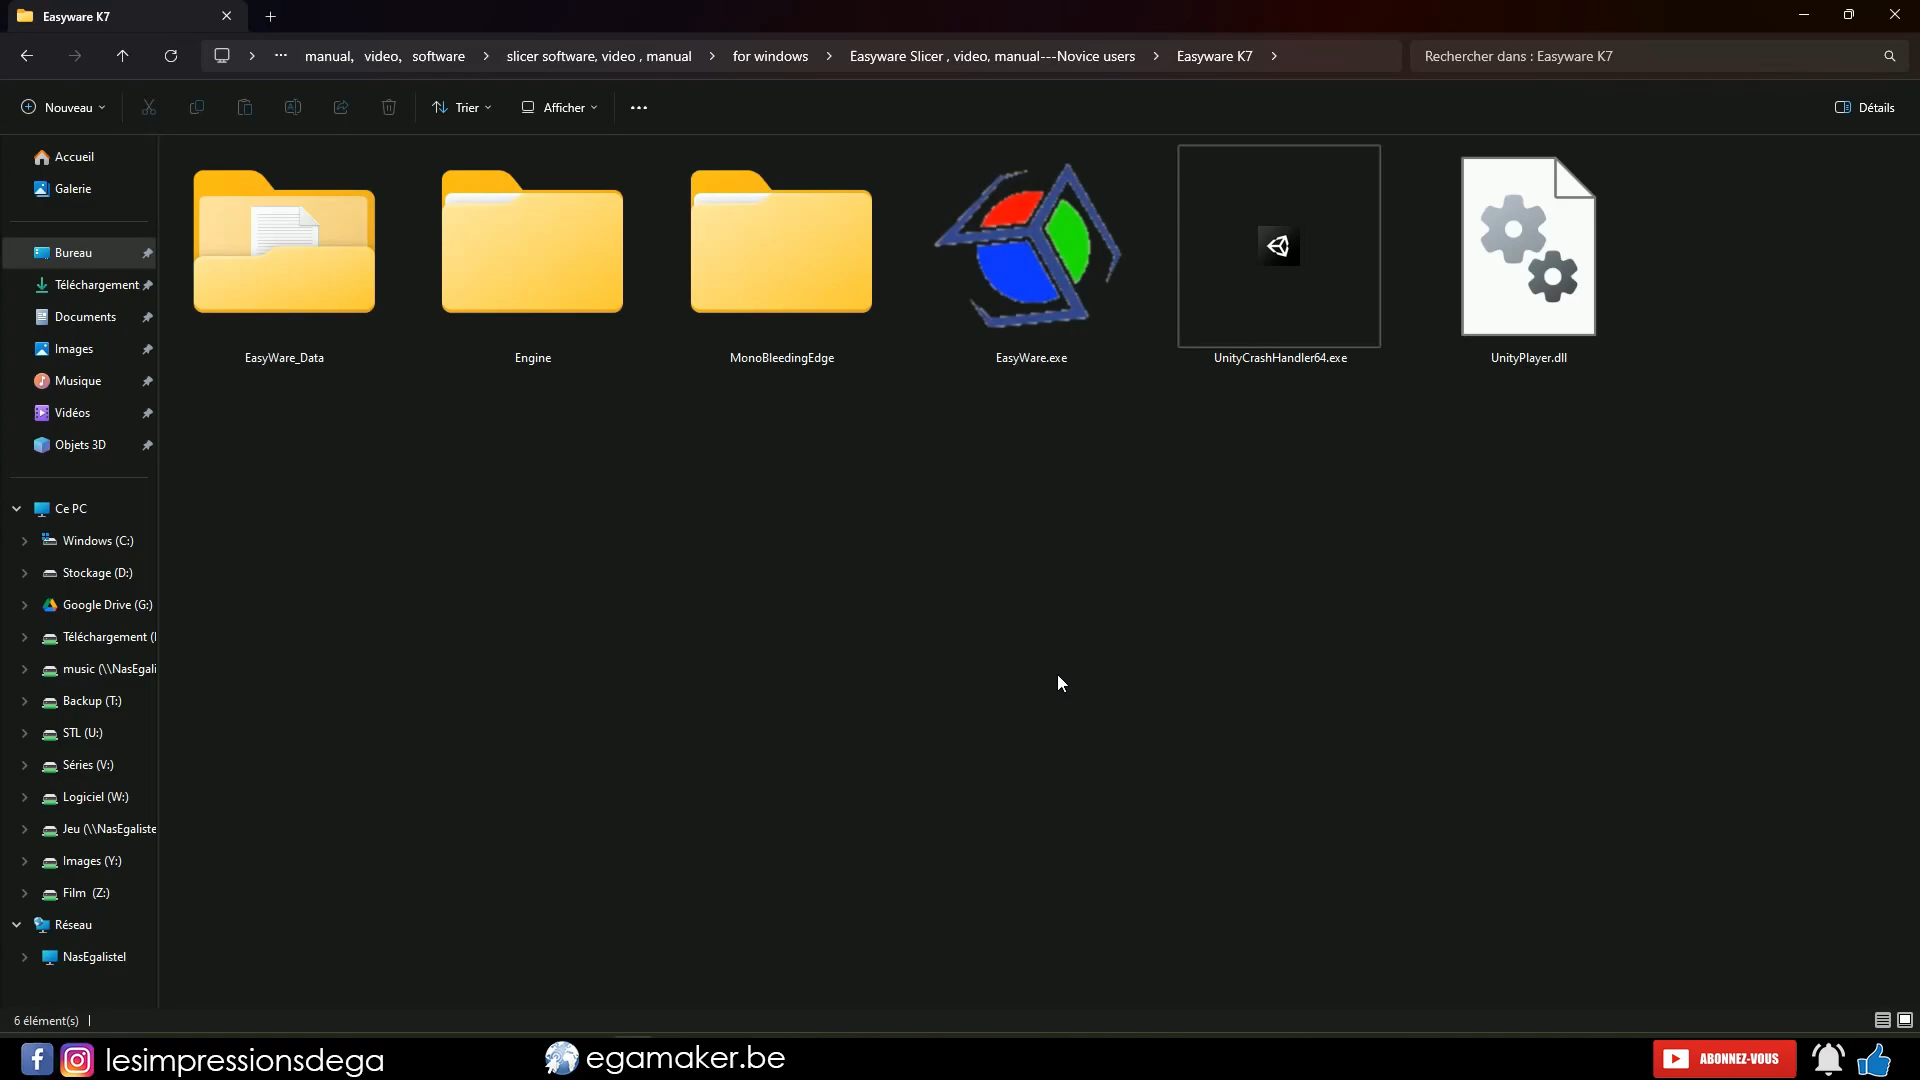 Easyware K7
manual, video, software
slicer software, video , manual
for windows
Easyware Slicer , video, manual---Novice users
Easyware K7
Rechercher dans : Easyware K7
Nouveau
Trier
Afficher
Détails
Accueil
Galerie
Bureau
Téléchargement
Documents
Images
Musique
Vidéos
Objets 3D
Ce PC
Windows (C:)
Stockage (D:)
Google Drive (G:)
Téléchargement (
music (\\NasEgali
Backup (T:)
STL (U:)
Séries (V:)
Logiciel (W:)
Jeu (\\NasEgaliste
Images (Y:)
Film (Z:)
Réseau
NasEgalistel
EasyWare_Data
Engine
MonoBleedingEdge
EasyWare.exe
UnityCrashHandler64.exe
UnityPlayer.dll
6 élément(s)
lesimpressionsdega
egamaker.be
ABONNEZ-VOUS